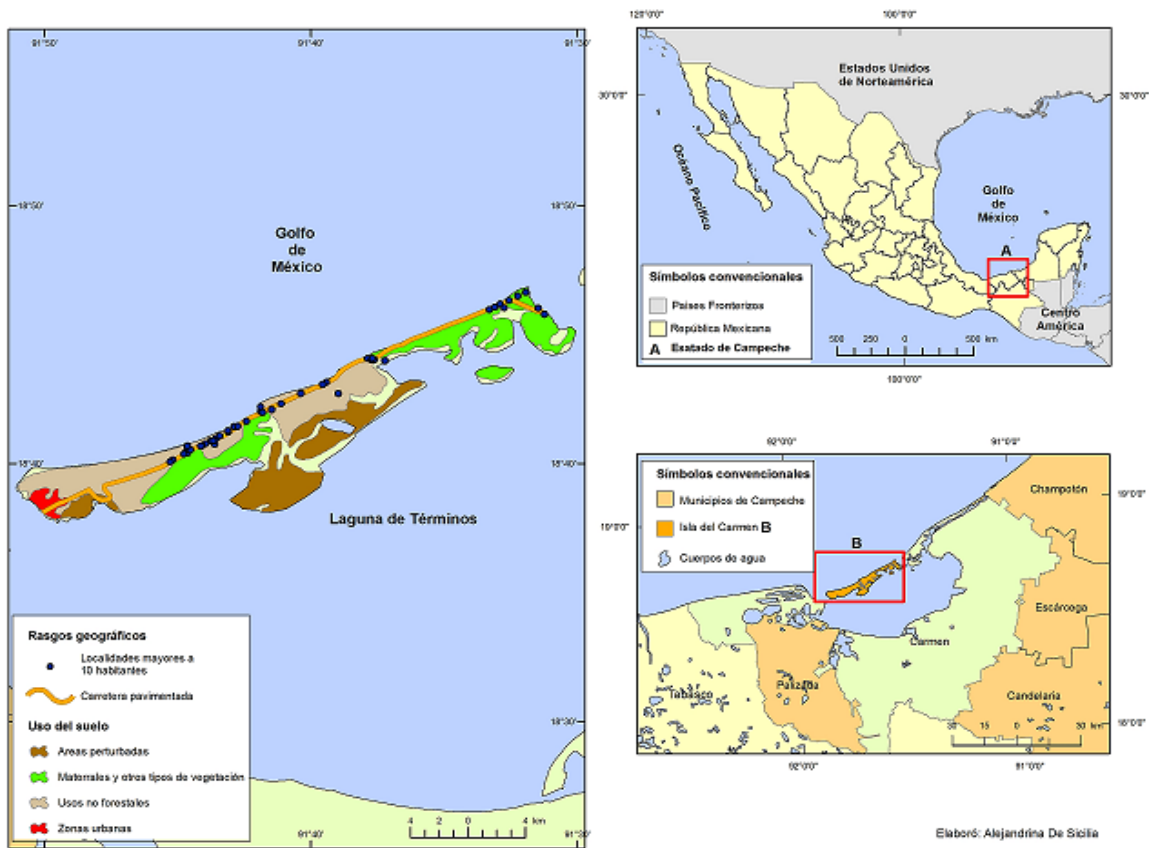 91°50'
91°40'
91°30'
18°50'
18°50'
Golfo
de
México
18°40'
18°40'
Laguna de Términos
18°30'
91°40'
91°30'
4 2 0 4 km
Rasgos geográficos
Localidades mayores a
10 habitantes
Carretera pavimentada
Uso del suelo
Areas perturbadas
Materrales y otros tipos de vegetación
Usos no forestales
Zonas urbanas
120°0'0"
100°0'0"
30°0'0"
30°0'0"
Estados Unidos
de Norteamérica
Océano Pacífico
Golfo
de
México
A
Centro
América
Símbolos convencionales
Países Fronterizos
República Mexicana
A Esatado de Campeche
500 250 0 500 km
100°0'0"
92°0'0"
91°0'0"
19°0'0"
19°0'0"
Símbolos convencionales
Municipios de Campeche
Isla del Carmen B
Cuerpos de agua
B
Champotón
Escárcega
Carmen
Palizada
Tabasco
Candelaria
30 15 0 30 km
18°0'0"
92°0'0"
91°0'0"
Elaboró: Alejandrina De Sicilia